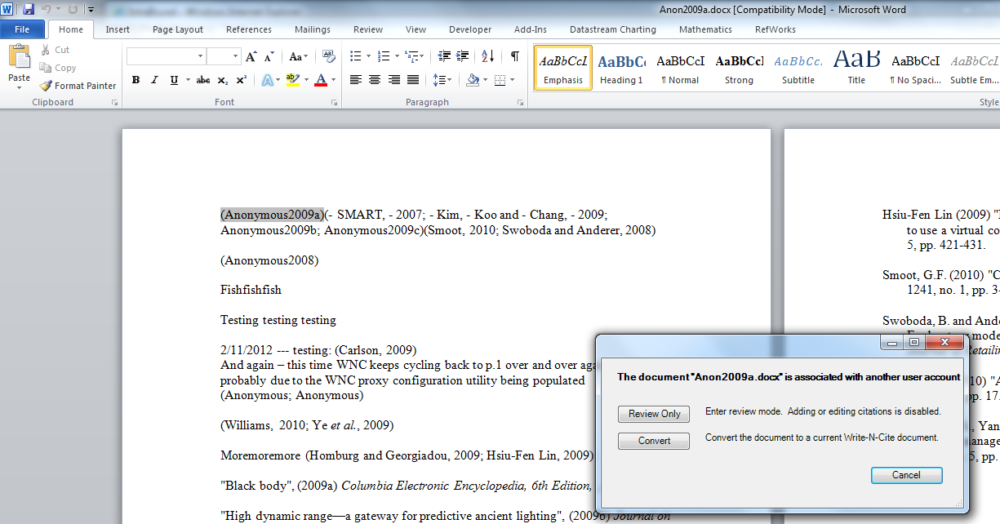 Anon2009a.docx [Compatibility Mode] - Microsoft Word
File Home Insert Page Layout References Mailings Review View Developer Add-Ins Datastream Charting Mathematics RefWorks
Paste
Cut
Copy
Format Painter
Clipboard
Font
Paragraph
AaBbCcI AaBbC AaBbCcI AaBbCcl AaBbCc. AaB AaBbCcI AaBbCcI
Emphasis Heading 1 ¶ Normal Strong Subtitle Title ¶ No Spaci... Subtle Em...
Style
(Anonymous2009a)(- SMART, - 2007; - Kim, - Koo and - Chang, - 2009;
Anonymous2009b; Anonymous2009c)(Smoot, 2010; Swoboda and Anderer, 2008)
(Anonymous2008)
Fishfishfish
Testing testing testing
2/11/2012 --- testing: (Carlson, 2009)
And again – this time WNC keeps cycling back to p.1 over and over aga
probably due to the WNC proxy configuration utility being populated
(Anonymous; Anonymous)
(Williams, 2010; Ye et al., 2009)
Moremoremore (Homburg and Georgiadou, 2009; Hsiu-Fen Lin, 2009)
"Black body", (2009a) Columbia Electronic Encyclopedia, 6th Edition,
"High dynamic range—a gateway for predictive ancient lighting", (2009b) Journal on
Hsiu-Fen Lin (2009)
to use a virtual co
5, pp. 421-431.
Smoot, G.F. (2010) "C
1241, no. 1, pp. 3-
Swoboda, B. and Ande
mode
Retailin
10) "A
pp. 17
, Yan
manage
5, pp.
The document "Anon2009a.docx" is associated with another user account
Review Only Enter review mode. Adding or editing citations is disabled.
Convert Convert the document to a current Write-N-Cite document.
Cancel